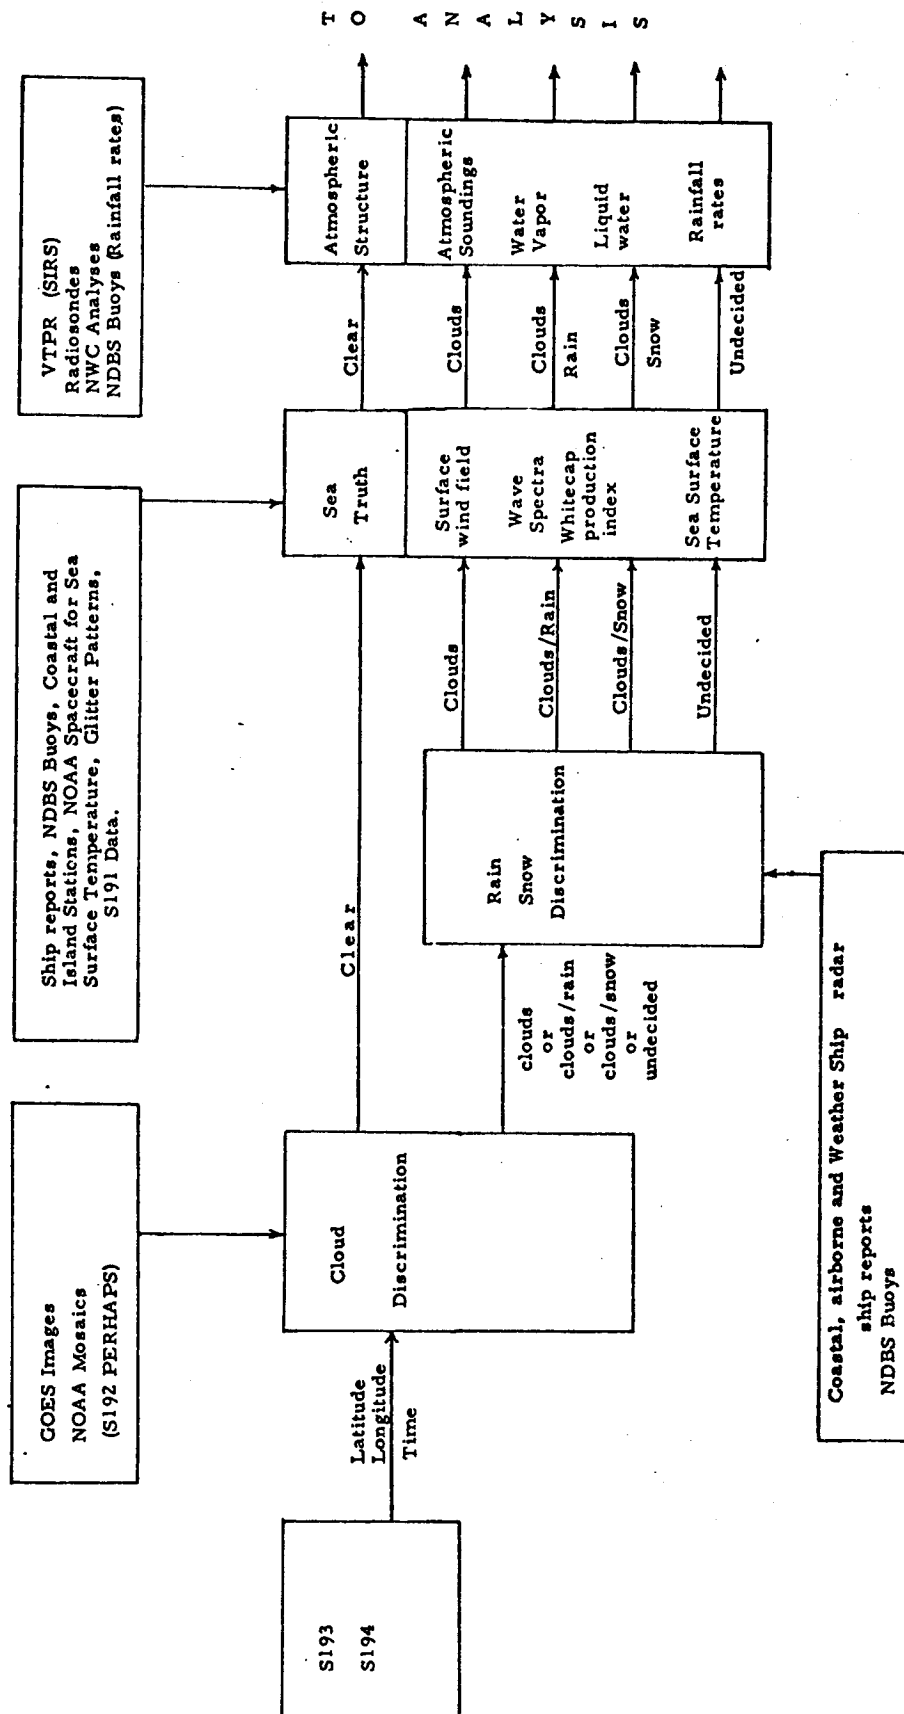 S193
S194
Latitude
Longitude
Time
GOES Images
NOAA Mosaics
(S192 PERHAPS)
Cloud
Discrimination
Clear
clouds
or
clouds/rain
or
clouds/snow
or
undecided
Coastal, airborne and Weather Ship radar
ship reports
NDBS Buoys
Rain
Snow
Discrimination
Clouds
Clouds/Rain
Clouds/Snow
Undecided
Ship reports, NDBS Buoys, Coastal and
Island Stations, NOAA Spacecraft for Sea
Surface Temperature, Glitter Patterns,
S191 Data.
Sea
Truth
Surface
wind field
Wave
Spectra
Whitecap
production
index
Sea Surface
Temperature
Clear
Clouds
Clouds
Rain
Clouds
Snow
Undecided
VTPR (SIRS)
Radiosondes
NWC Analyses
NDBS Buoys (Rainfall rates)
Atmospheric
Structure
Atmospheric
Soundings
Water
Vapor
Liquid
water
Rainfall
rates
TO ANALYSIS